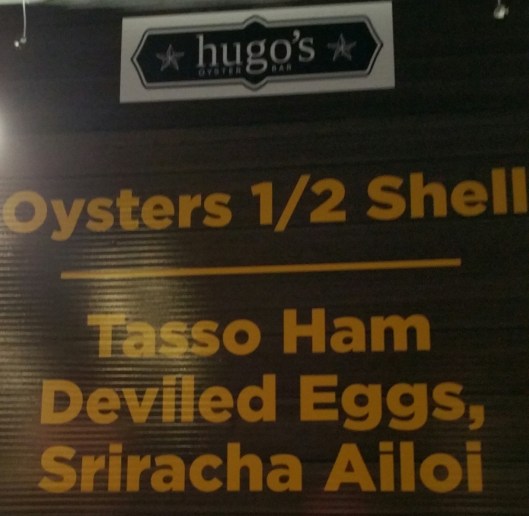 hugo's
OYSTER BAR
Oysters 1/2 Shell
Tasso Ham
Deviled Eggs,
Sriracha Ailoi